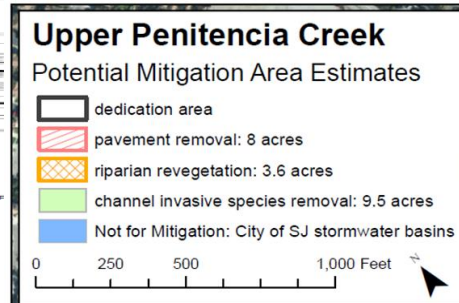 Upper Penitencia Creek
Potential Mitigation Area Estimates
dedication area
pavement removal: 8 acres
riparian revegetation: 3.6 acres
channel invasive species removal: 9.5 acres
Not for Mitigation: City of SJ stormwater basins
0 250 500 1,000 Feet
N